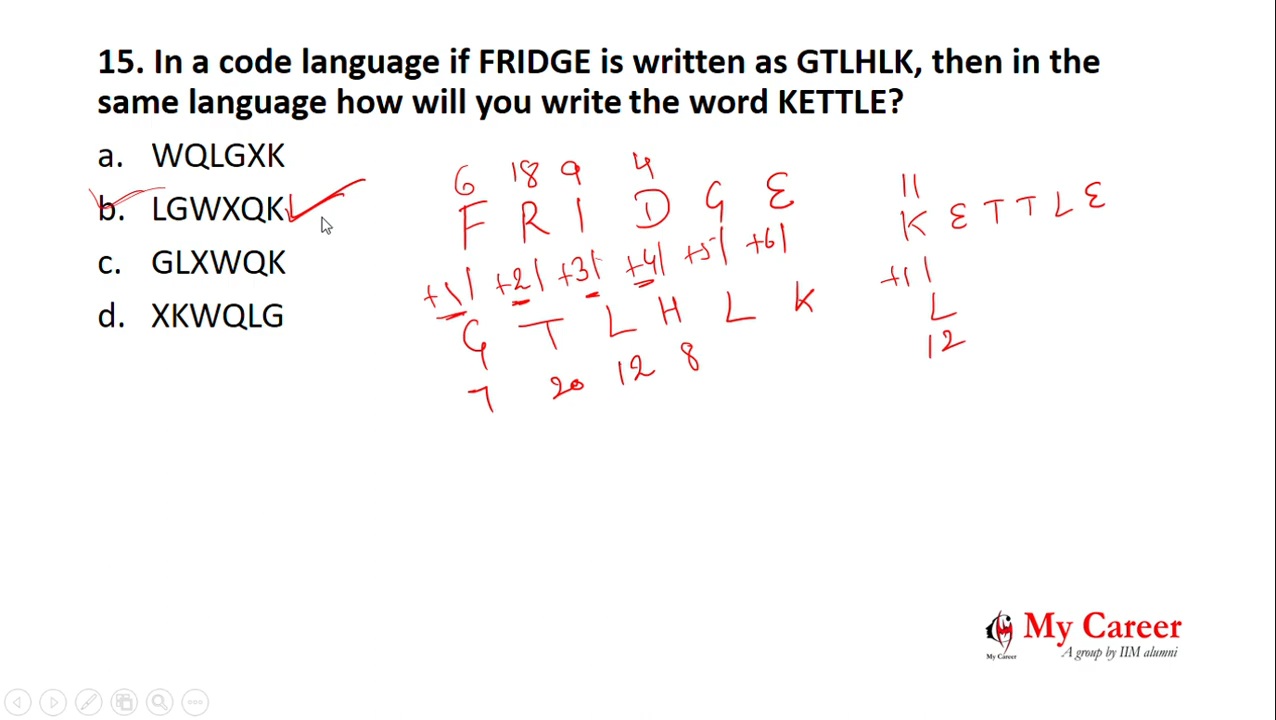 15. In a code language if FRIDGE is written as GTLHLK, then in the
same language how will you write the word KETTLE?
a. WQLGXK
b. LGWXQK
c. GLXWQK
d. XKWQLG
6 18 9 4
F R I D G E
+1 +2 +3 +4 +5 +6
G T L H L K
7 20 12 8
11
K E T T L E
+1
L
12
My Career
A group by IIM alumni
My Career